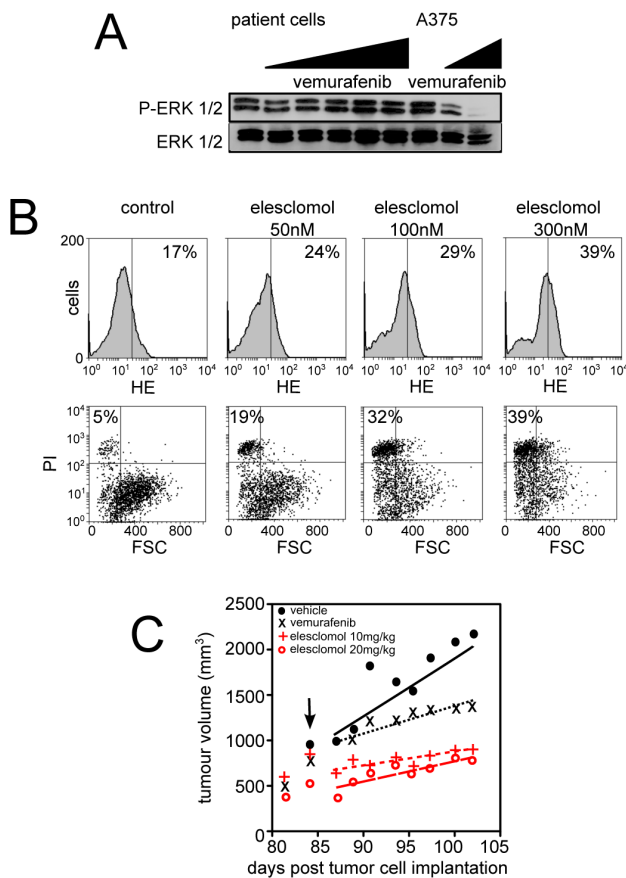 A
patient cells A375
vemurafenib vemurafenib
P-ERK 1/2
ERK 1/2
B
control elesclomol 50nM elesclomol 100nM elesclomol 300nM
200 17% 24% 29% 39%
cells
0
10⁰ 10¹ 10² 10³ 10⁴ 10⁰ 10¹ 10² 10³ 10⁴ 10⁰ 10¹ 10² 10³ 10⁴ 10⁰ 10¹ 10² 10³ 10⁴
HE HE HE HE
10⁴ 5% 19% 32% 39%
10³
PI
10²
10¹
10⁰
0 400 800 0 400 800 0 400 800 0 400 800
FSC FSC FSC FSC
C
2500
vehicle
vemurafenib
elesclomol 10mg/kg
elesclomol 20mg/kg
2000
1500
1000
500
0
tumour volume (mm³)
80 85 90 95 100 105
days post tumor cell implantation